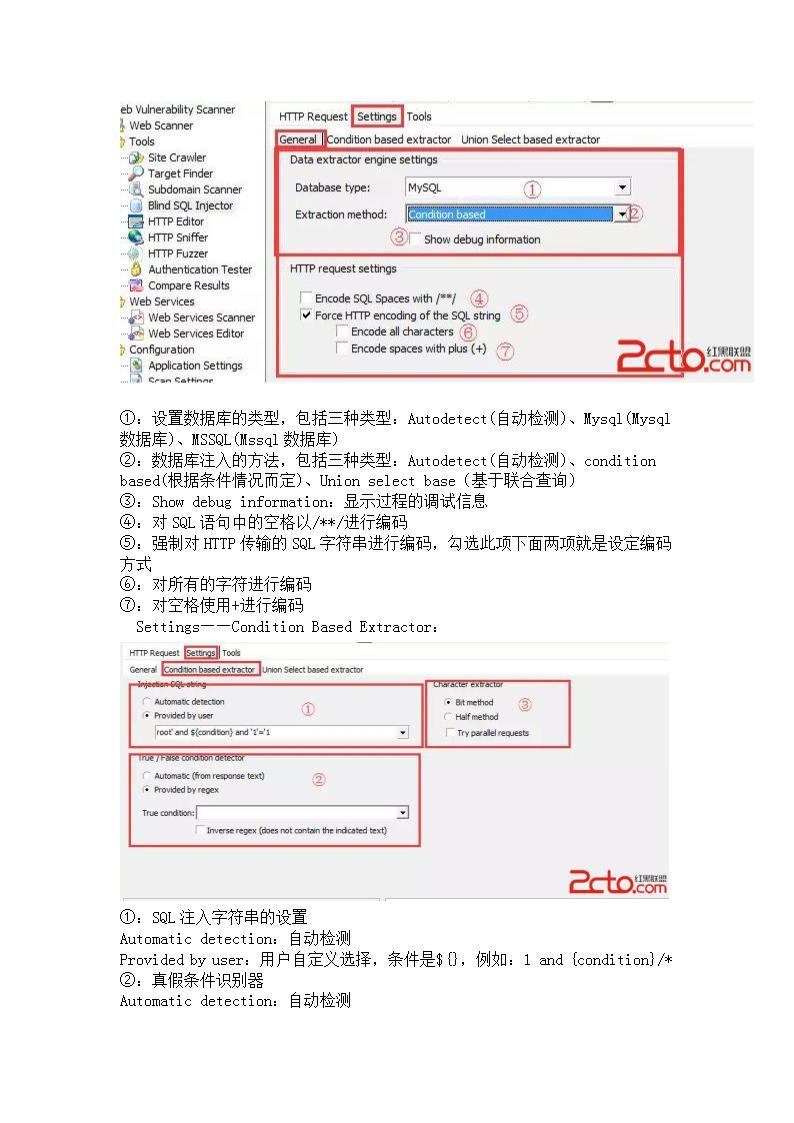 eb Vulnerability Scanner
Web Scanner
Tools
Site Crawler
Target Finder
Subdomain Scanner
Blind SQL Injector
HTTP Editor
HTTP Sniffer
HTTP Fuzzer
Authentication Tester
Compare Results
Web Services
Web Services Scanner
Web Services Editor
Configuration
Application Settings
Scan Settings
HTTP Request Settings Tools
General Condition based extractor Union Select based extractor
Data extractor engine settings
Database type: MySQL ①
Extraction method: Condition based ②
③ Show debug information
HTTP request settings
Encode SQL Spaces with /**/ ④
Force HTTP encoding of the SQL string ⑤
Encode all characters ⑥
Encode spaces with plus (+) ⑦
2cto.com 红黑联盟
①：设置数据库的类型，包括三种类型：Autodetect(自动检测)、Mysql(Mysql
数据库)、MSSQL(Mssql 数据库)
②：数据库注入的方法，包括三种类型：Autodetect(自动检测)、condition
based(根据条件情况而定)、Union select base（基于联合查询）
③：Show debug information：显示过程的调试信息
④：对 SQL 语句中的空格以/**/进行编码
⑤：强制对 HTTP 传输的 SQL 字符串进行编码，勾选此项下面两项就是设定编码
方式
⑥：对所有的字符进行编码
⑦：对空格使用+进行编码
Settings——Condition Based Extractor：
HTTP Request Settings Tools
General Condition based extractor Union Select based extractor
Injection SQL string
Automatic detection ①
Provided by user
root' and ${condition} and '1'='1
Character extractor
Bit method ③
Half method
Try parallel requests
True / False condition detector
Automatic (from response text) ②
Provided by regex
True condition:
Inverse regex (does not contain the indicated text)
2cto.com 红黑联盟
①：SQL 注入字符串的设置
Automatic detection：自动检测
Provided by user：用户自定义选择，条件是${}，例如：1 and {condition}/*
②：真假条件识别器
Automatic detection：自动检测